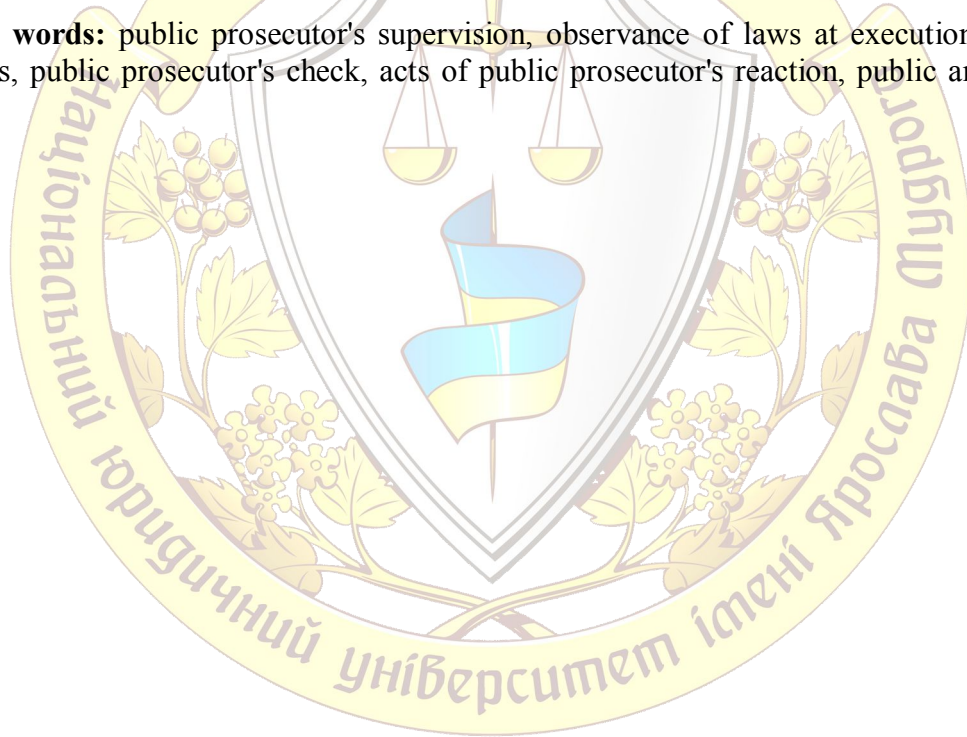 words: public prosecutor's supervision, observance of laws at execution
s, public prosecutor's check, acts of public prosecutor's reaction, public an
Національний юридичний університет імені Ярослава Мудрого